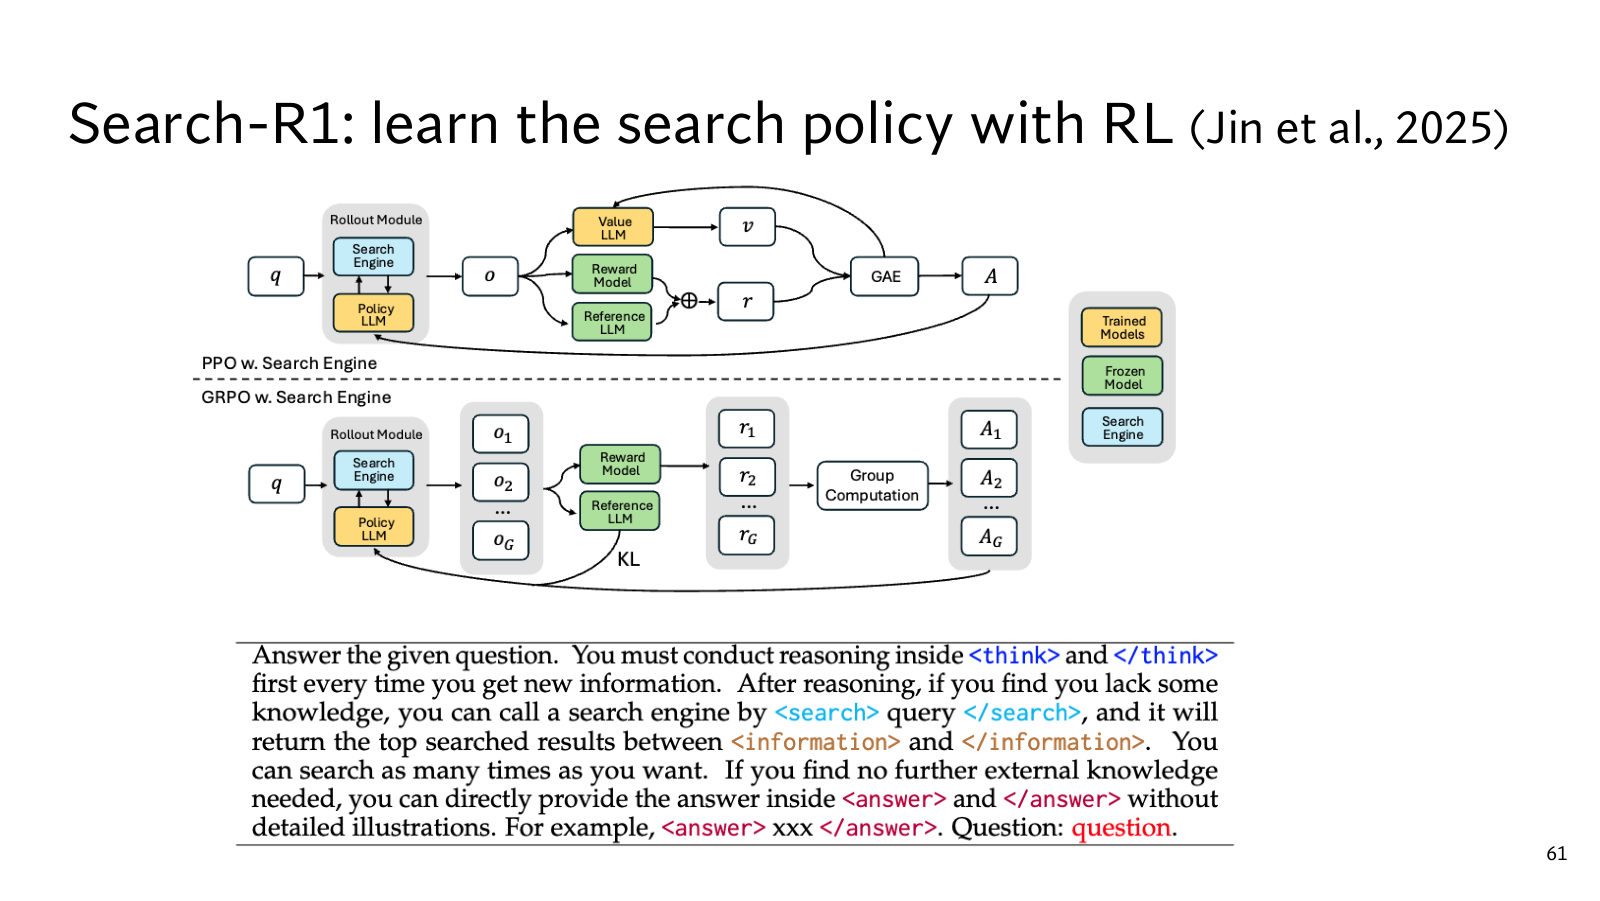 Search-R1: learn the search policy with RL (Jin et al., 2025)
Rollout Module
Search
Engine
Policy
LLM
q
o
Value
LLM
Reward
Model
Reference
LLM
v
⊕
r
GAE
A
PPO w. Search Engine
GRPO w. Search Engine
Rollout Module
Search
Engine
Policy
LLM
q
o1
o2
...
oG
Reward
Model
Reference
LLM
KL
r1
r2
...
rG
Group
Computation
A1
A2
...
AG
Trained
Models
Frozen
Model
Search
Engine
Answer the given question. You must conduct reasoning inside <think> and </think>
first every time you get new information. After reasoning, if you find you lack some
knowledge, you can call a search engine by <search> query </search>, and it will
return the top searched results between <information> and </information>. You
can search as many times as you want. If you find no further external knowledge
needed, you can directly provide the answer inside <answer> and </answer> without
detailed illustrations. For example, <answer> xxx </answer>. Question: question.
61